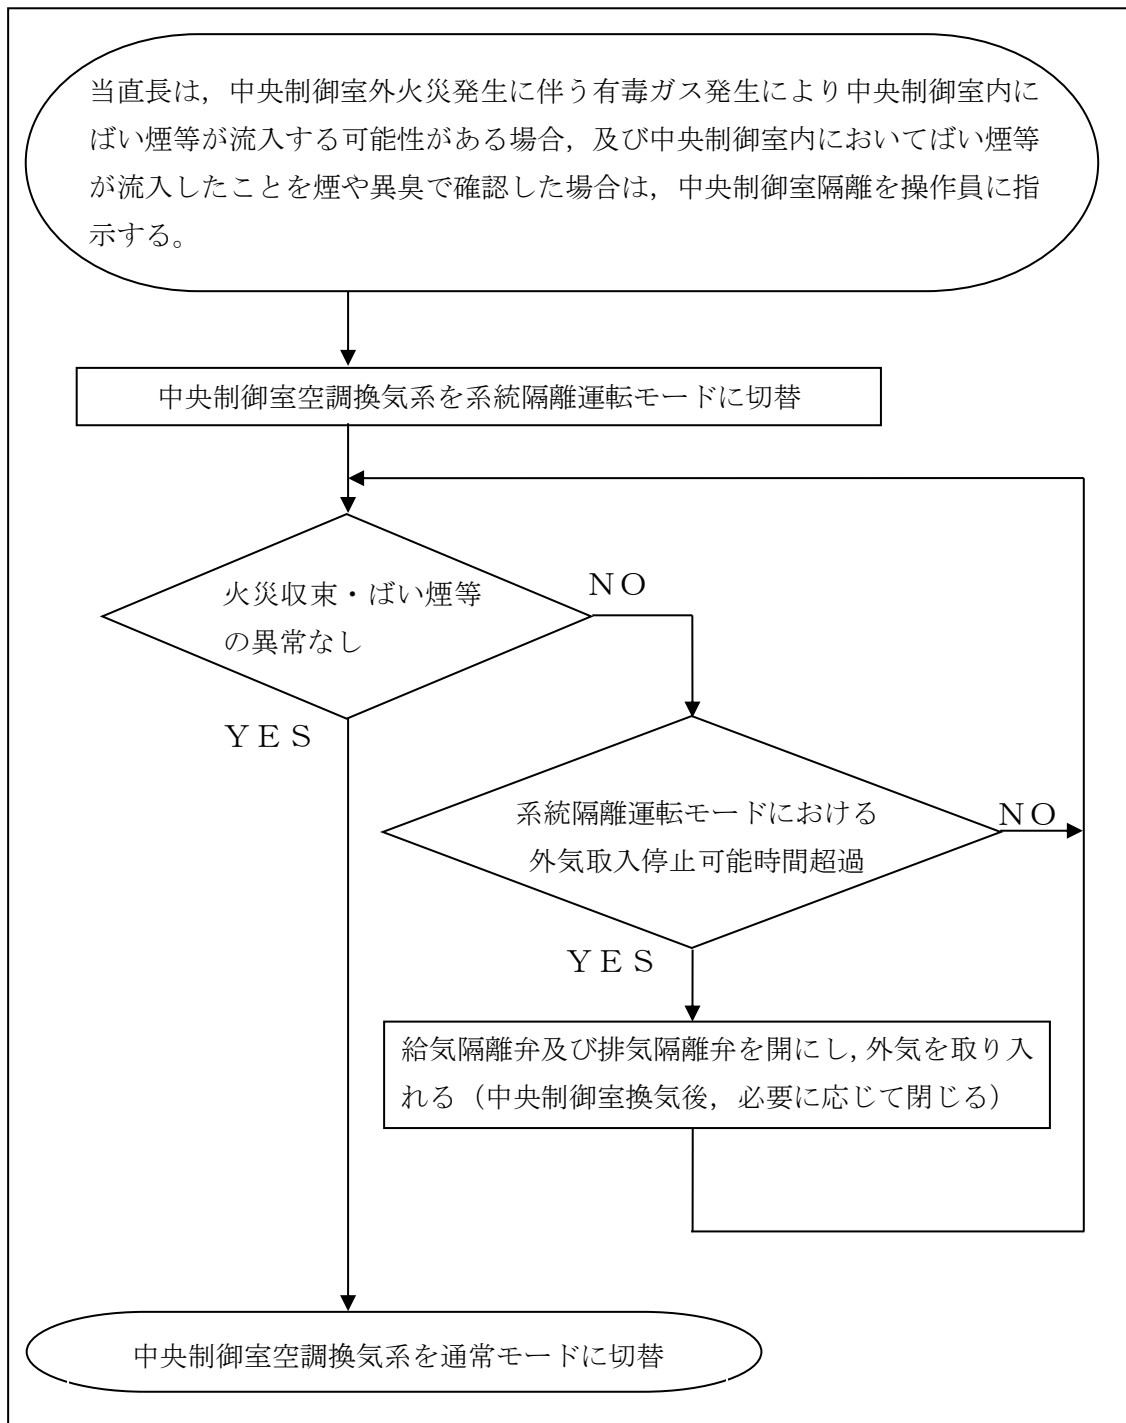 当直長は，中央制御室外火災発生に伴う有毒ガス発生により中央制御室内に
ばい煙等が流入する可能性がある場合，及び中央制御室内においてばい煙等
が流入したことを煙や異臭で確認した場合は，中央制御室隔離を操作員に指
示する。
中央制御室空調換気系を系統隔離運転モードに切替
火災収束・ばい煙等
の異常なし
ＮＯ
ＹＥＳ
系統隔離運転モードにおける
外気取入停止可能時間超過
ＮＯ
ＹＥＳ
給気隔離弁及び排気隔離弁を開にし，外気を取り入
れる（中央制御室換気後，必要に応じて閉じる）
中央制御室空調換気系を通常モードに切替